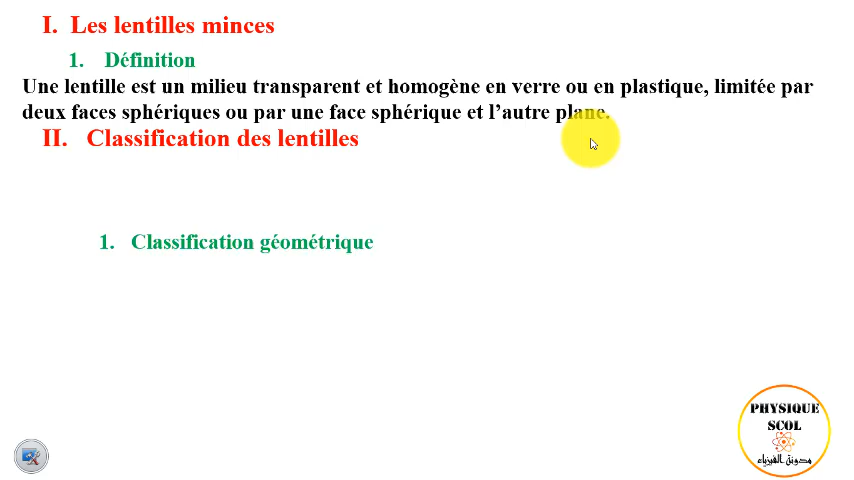 I. Les lentilles minces
1. Définition
Une lentille est un milieu transparent et homogène en verre ou en plastique, limitée par
deux faces sphériques ou par une face sphérique et l'autre plane.
II. Classification des lentilles
1. Classification géométrique
PHYSIQUE
SCOL
مدونة الفيزياء